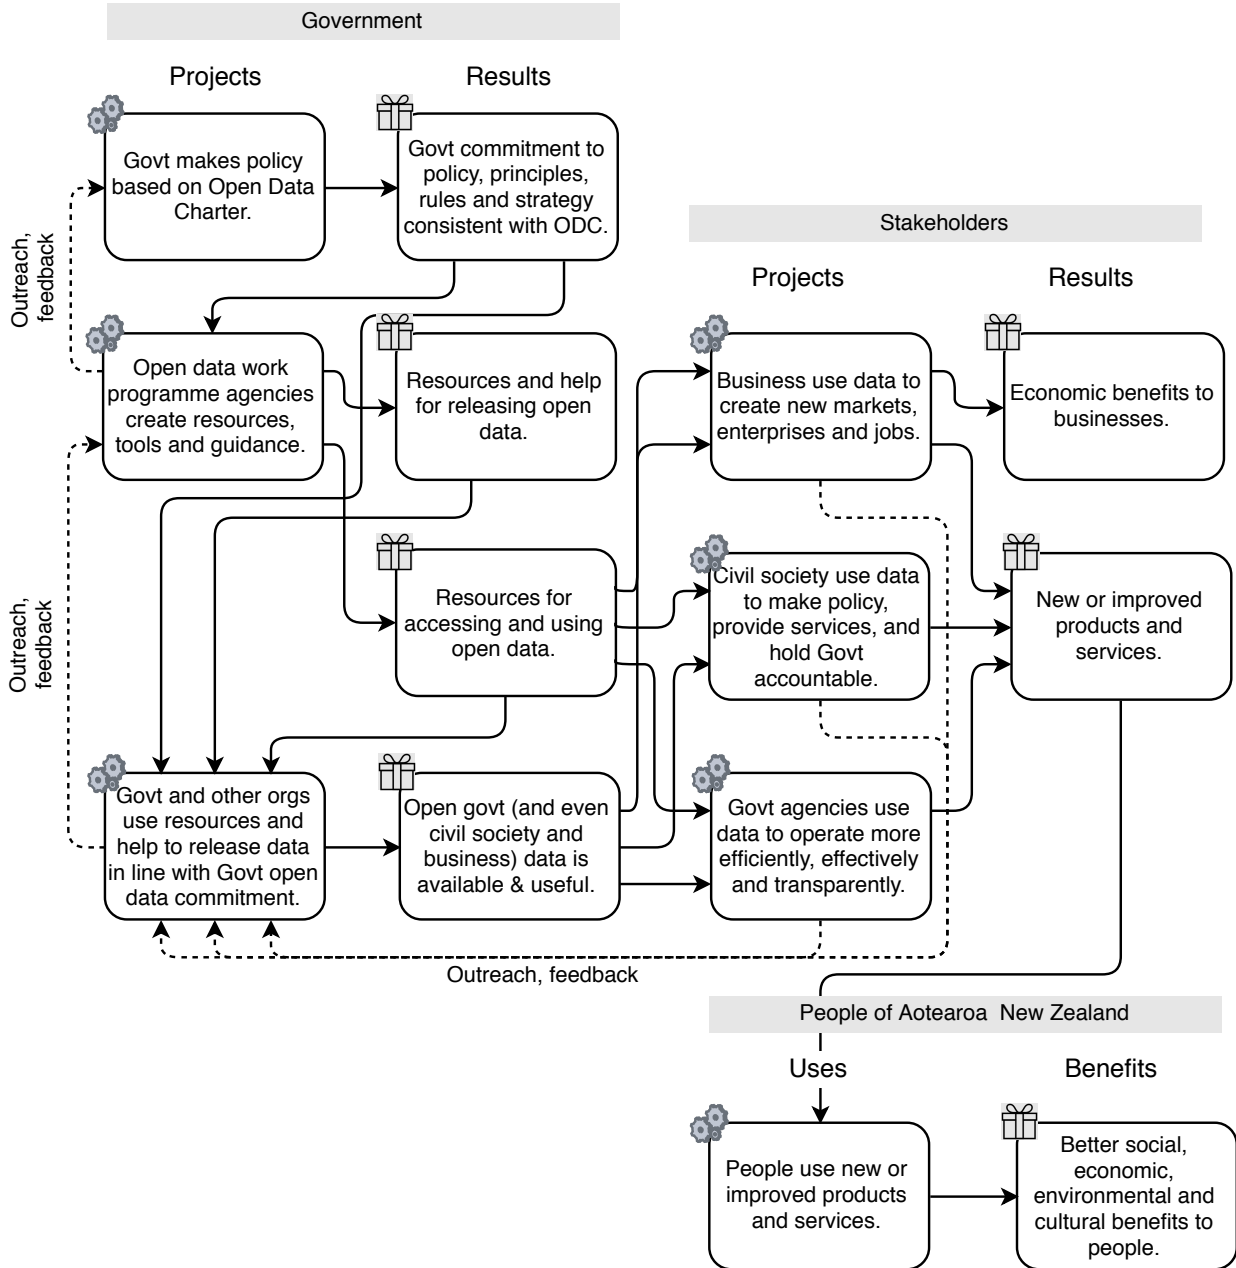 Government
Projects
Results
Govt makes policy
based on Open Data
Charter.
Govt commitment to
policy, principles,
rules and strategy
consistent with ODC.
Outreach,
feedback
Stakeholders
Projects
Results
Open data work
programme agencies
create resources,
tools and guidance.
Resources and help
for releasing open
data.
Business use data to
create new markets,
enterprises and jobs.
Economic benefits to
businesses.
Outreach,
feedback
Resources for
accessing and using
open data.
Civil society use data
to make policy,
provide services, and
hold Govt
accountable.
New or improved
products and
services.
Govt and other orgs
use resources and
help to release data
in line with Govt open
data commitment.
Open govt (and even
civil society and
business) data is
available & useful.
Govt agencies use
data to operate more
efficiently, effectively
and transparently.
Outreach, feedback
People of Aotearoa New Zealand
Uses
Benefits
People use new or
improved products
and services.
Better social,
economic,
environmental and
cultural benefits to
people.